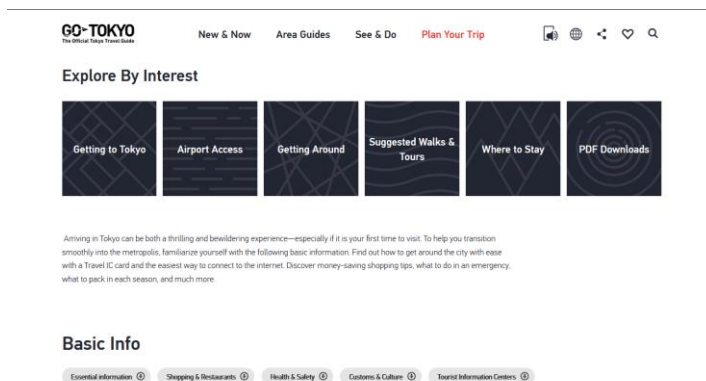 GO TOKYO
The Official Tokyo Travel Guide
New & Now
Area Guides
See & Do
Plan Your Trip
Explore By Interest
Getting to Tokyo
Airport Access
Getting Around
Suggested Walks &
Tours
Where to Stay
PDF Downloads
Arriving in Tokyo can be both a thrilling and bewildering experience—especially if it is your first time to visit. To help you transition
smoothly into the metropolis, familiarize yourself with the following basic information. Find out how to get around the city with ease
with a Travel IC card and the easiest way to connect to the internet. Discover money-saving shopping tips, what to do in an emergency,
what to pack in each season, and much more
Basic Info
Essential information
Shopping & Restaurants
Health & Safety
Customs & Culture
Tourist Information Centers